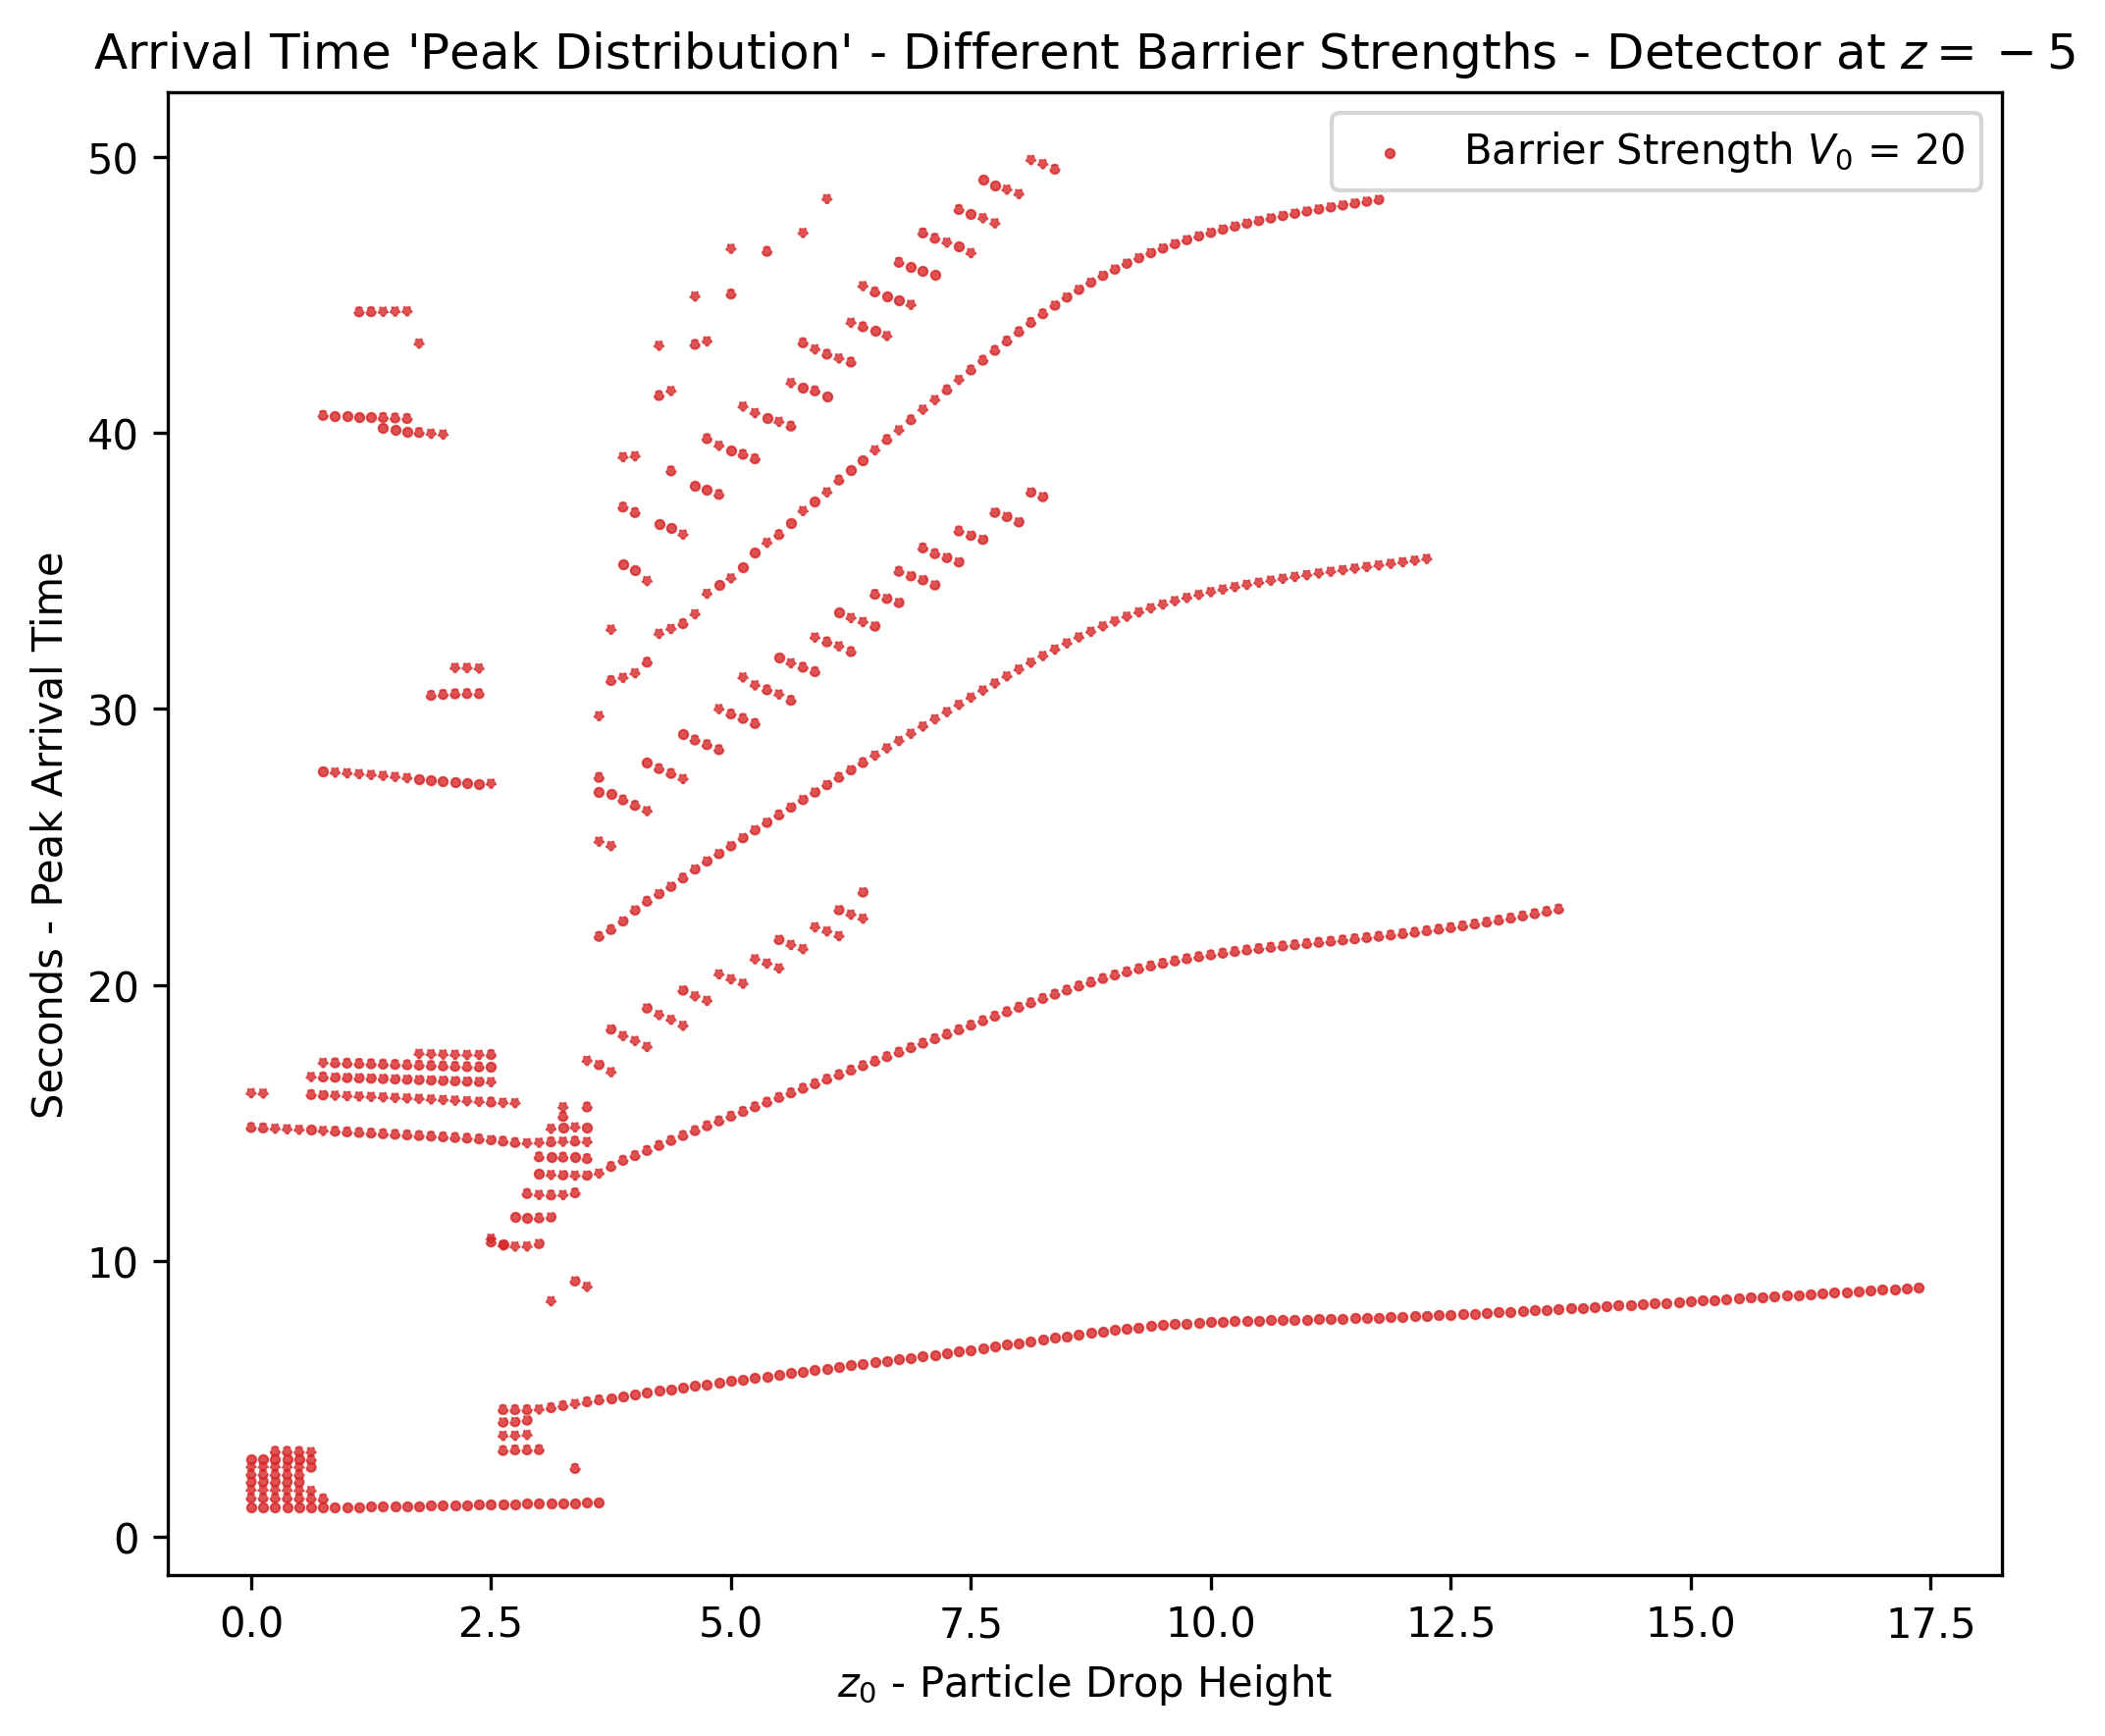 Arrival Time 'Peak Distribution' - Different Barrier Strengths - Detector at z = − 5
Barrier Strength V₀ = 20
50
40
30
20
10
0
Seconds - Peak Arrival Time
0.0 2.5 5.0 7.5 10.0 12.5 15.0 17.5
z₀ - Particle Drop Height